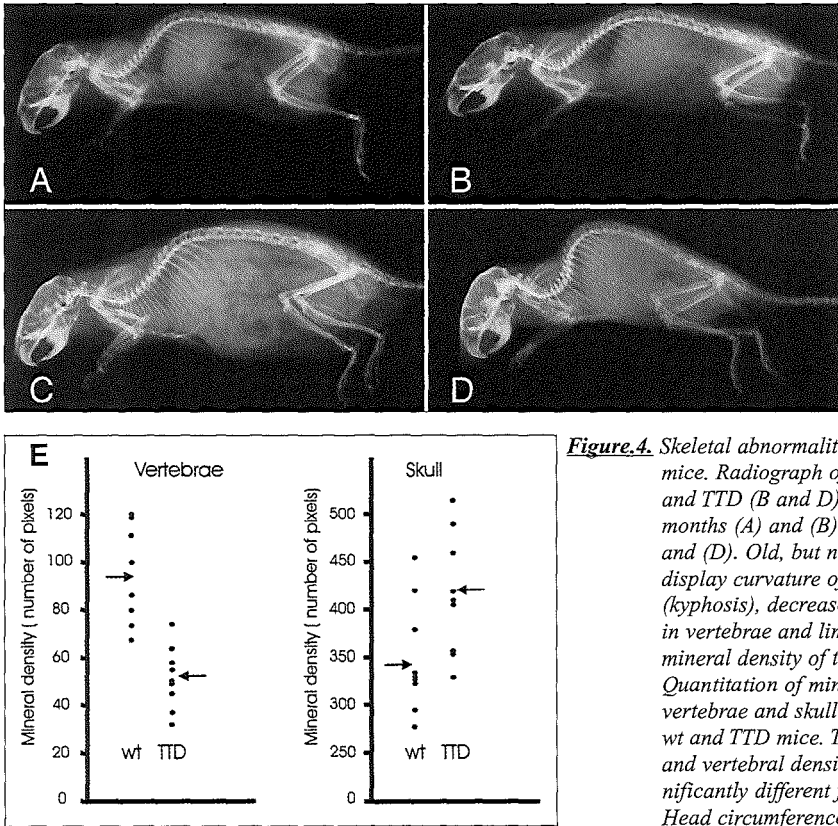 A
B
C
D
E
Vertebrae
Skull
Mineral density ( number of pixels)
120
100
80
60
40
20
0
wt TTD
Mineral density ( number of pixels)
500
450
400
350
300
250
0
wt TTD
Figure.4. Skeletal abnormalit
mice. Radiograph o
and TTD (B and D)
months (A) and (B)
and (D). Old, but n
display curvature o
(kyphosis), decreas
in vertebrae and lin
mineral density of t
Quantitation of min
vertebrae and skull
wt and TTD mice. T
and vertebral densi
nificantly different
Head circumference